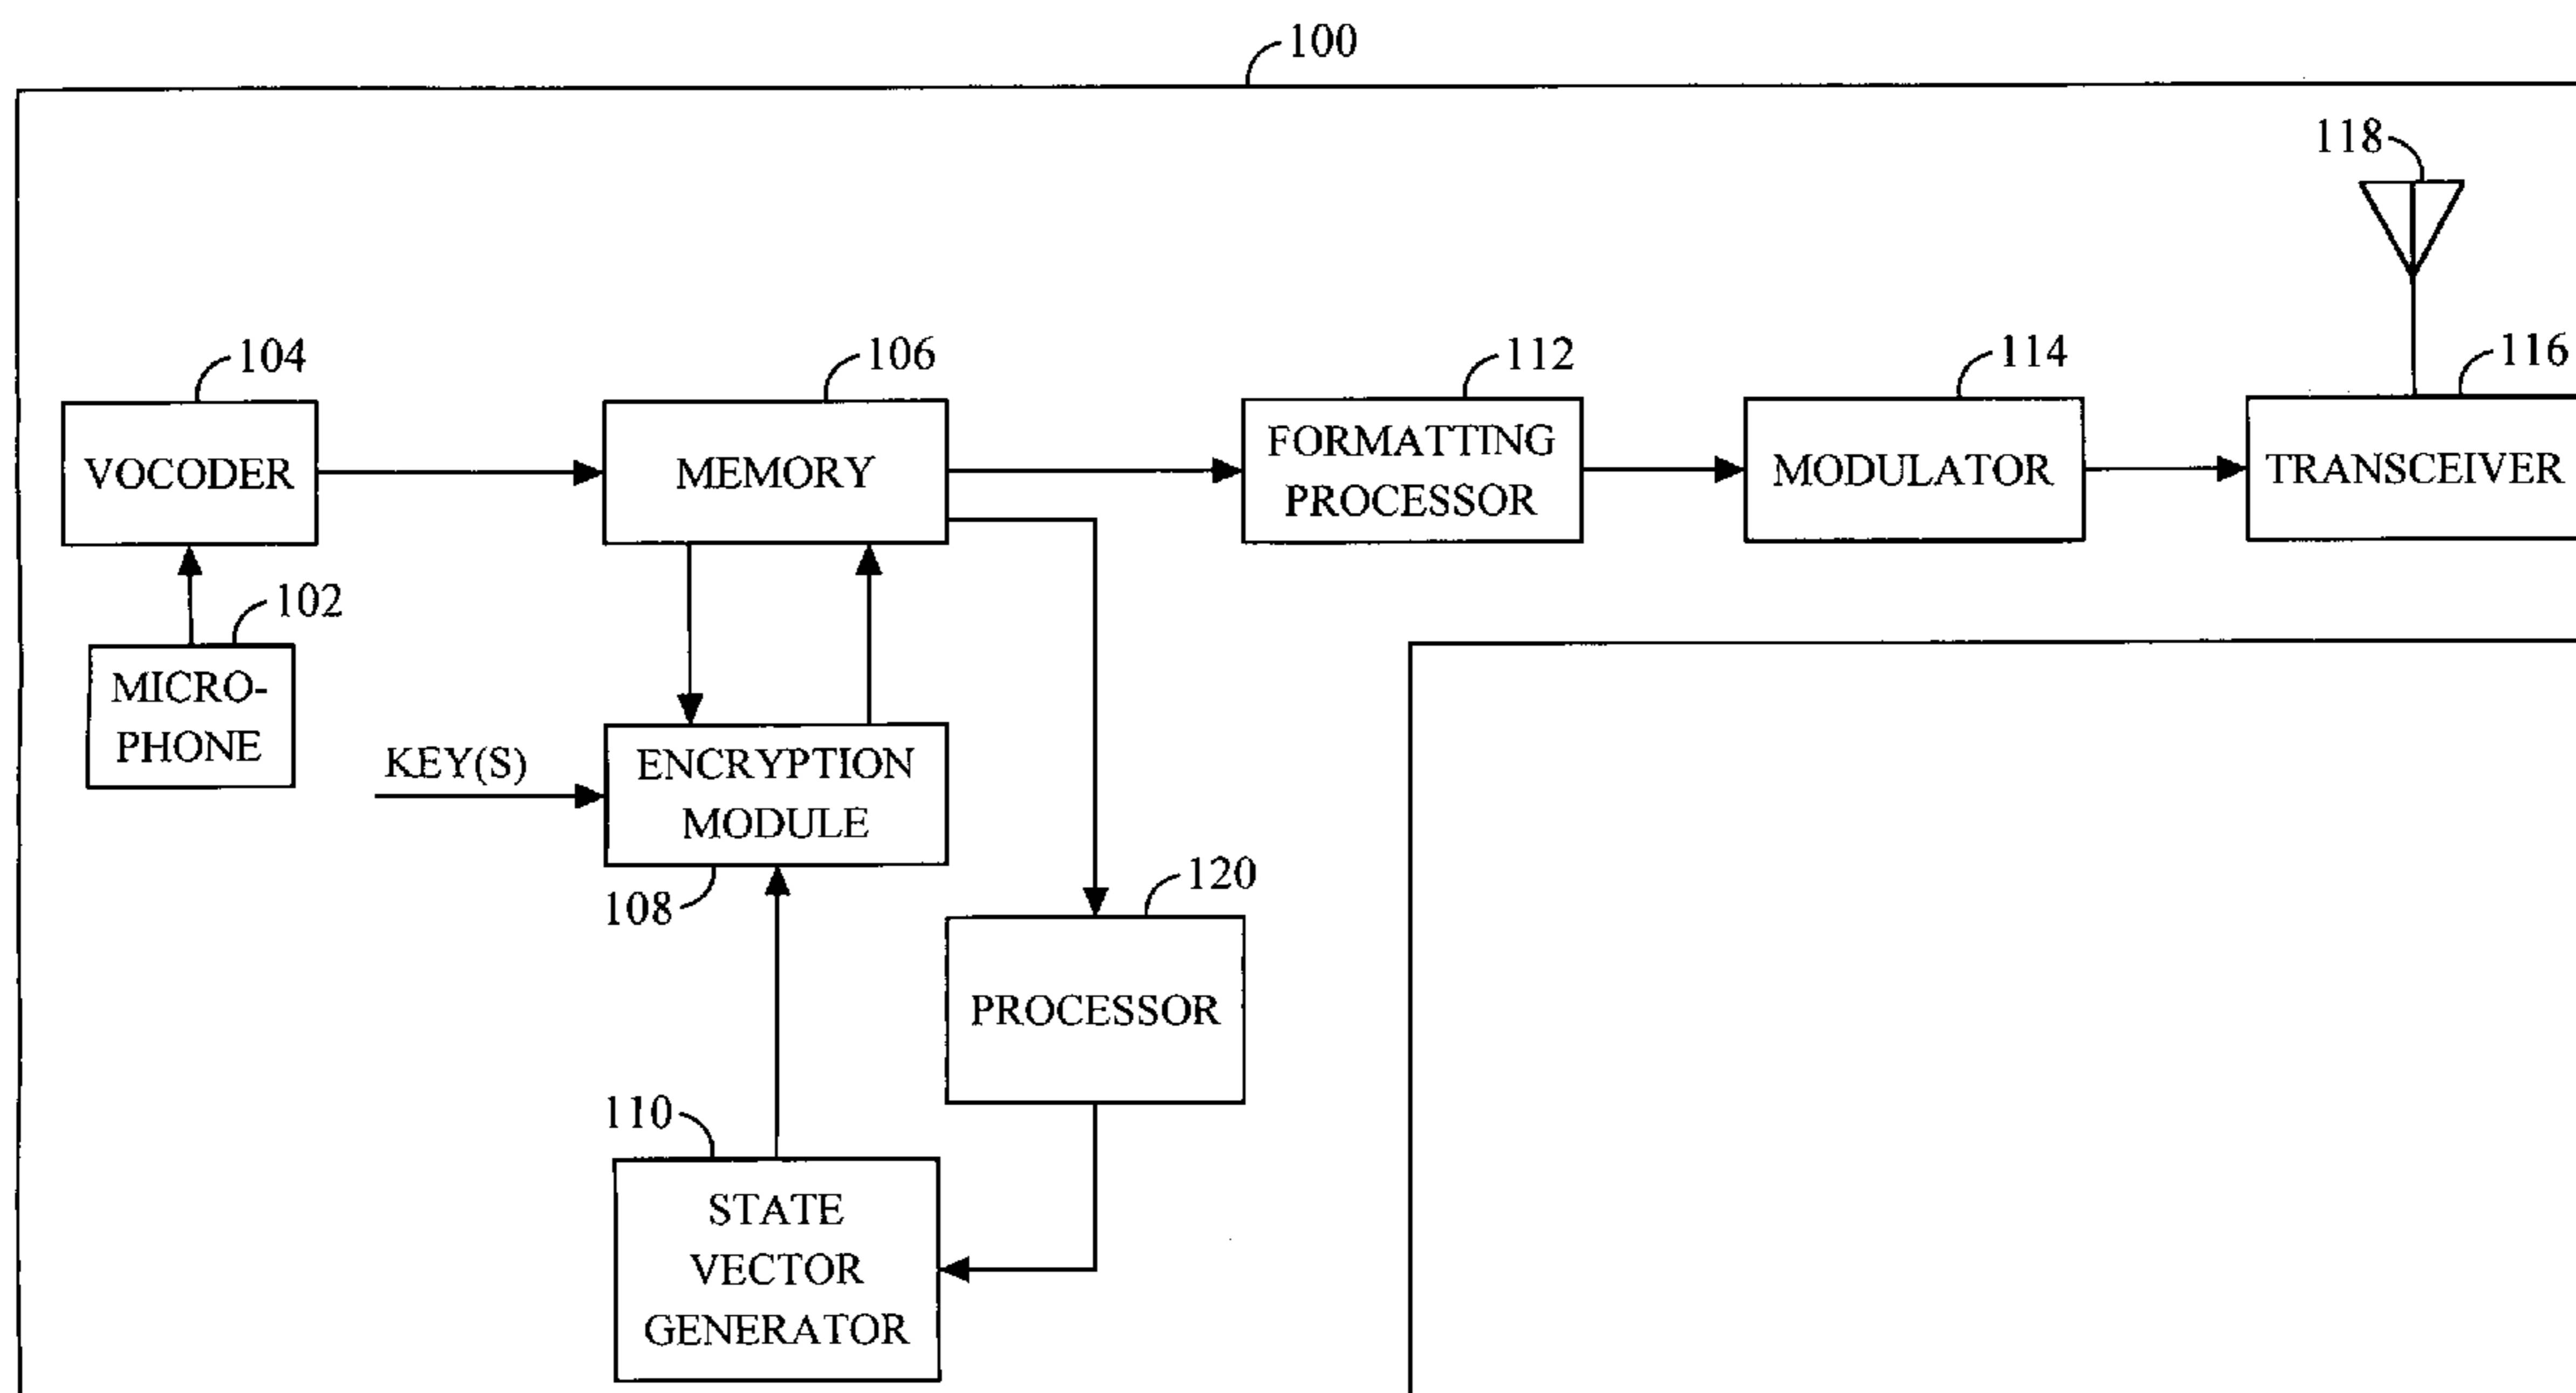 100
118
104
106
112
114
116
VOCODER
MEMORY
FORMATTING
PROCESSOR
MODULATOR
TRANSCEIVER
102
MICRO-
PHONE
KEY(S)
ENCRYPTION
MODULE
108
120
PROCESSOR
110
STATE
VECTOR
GENERATOR